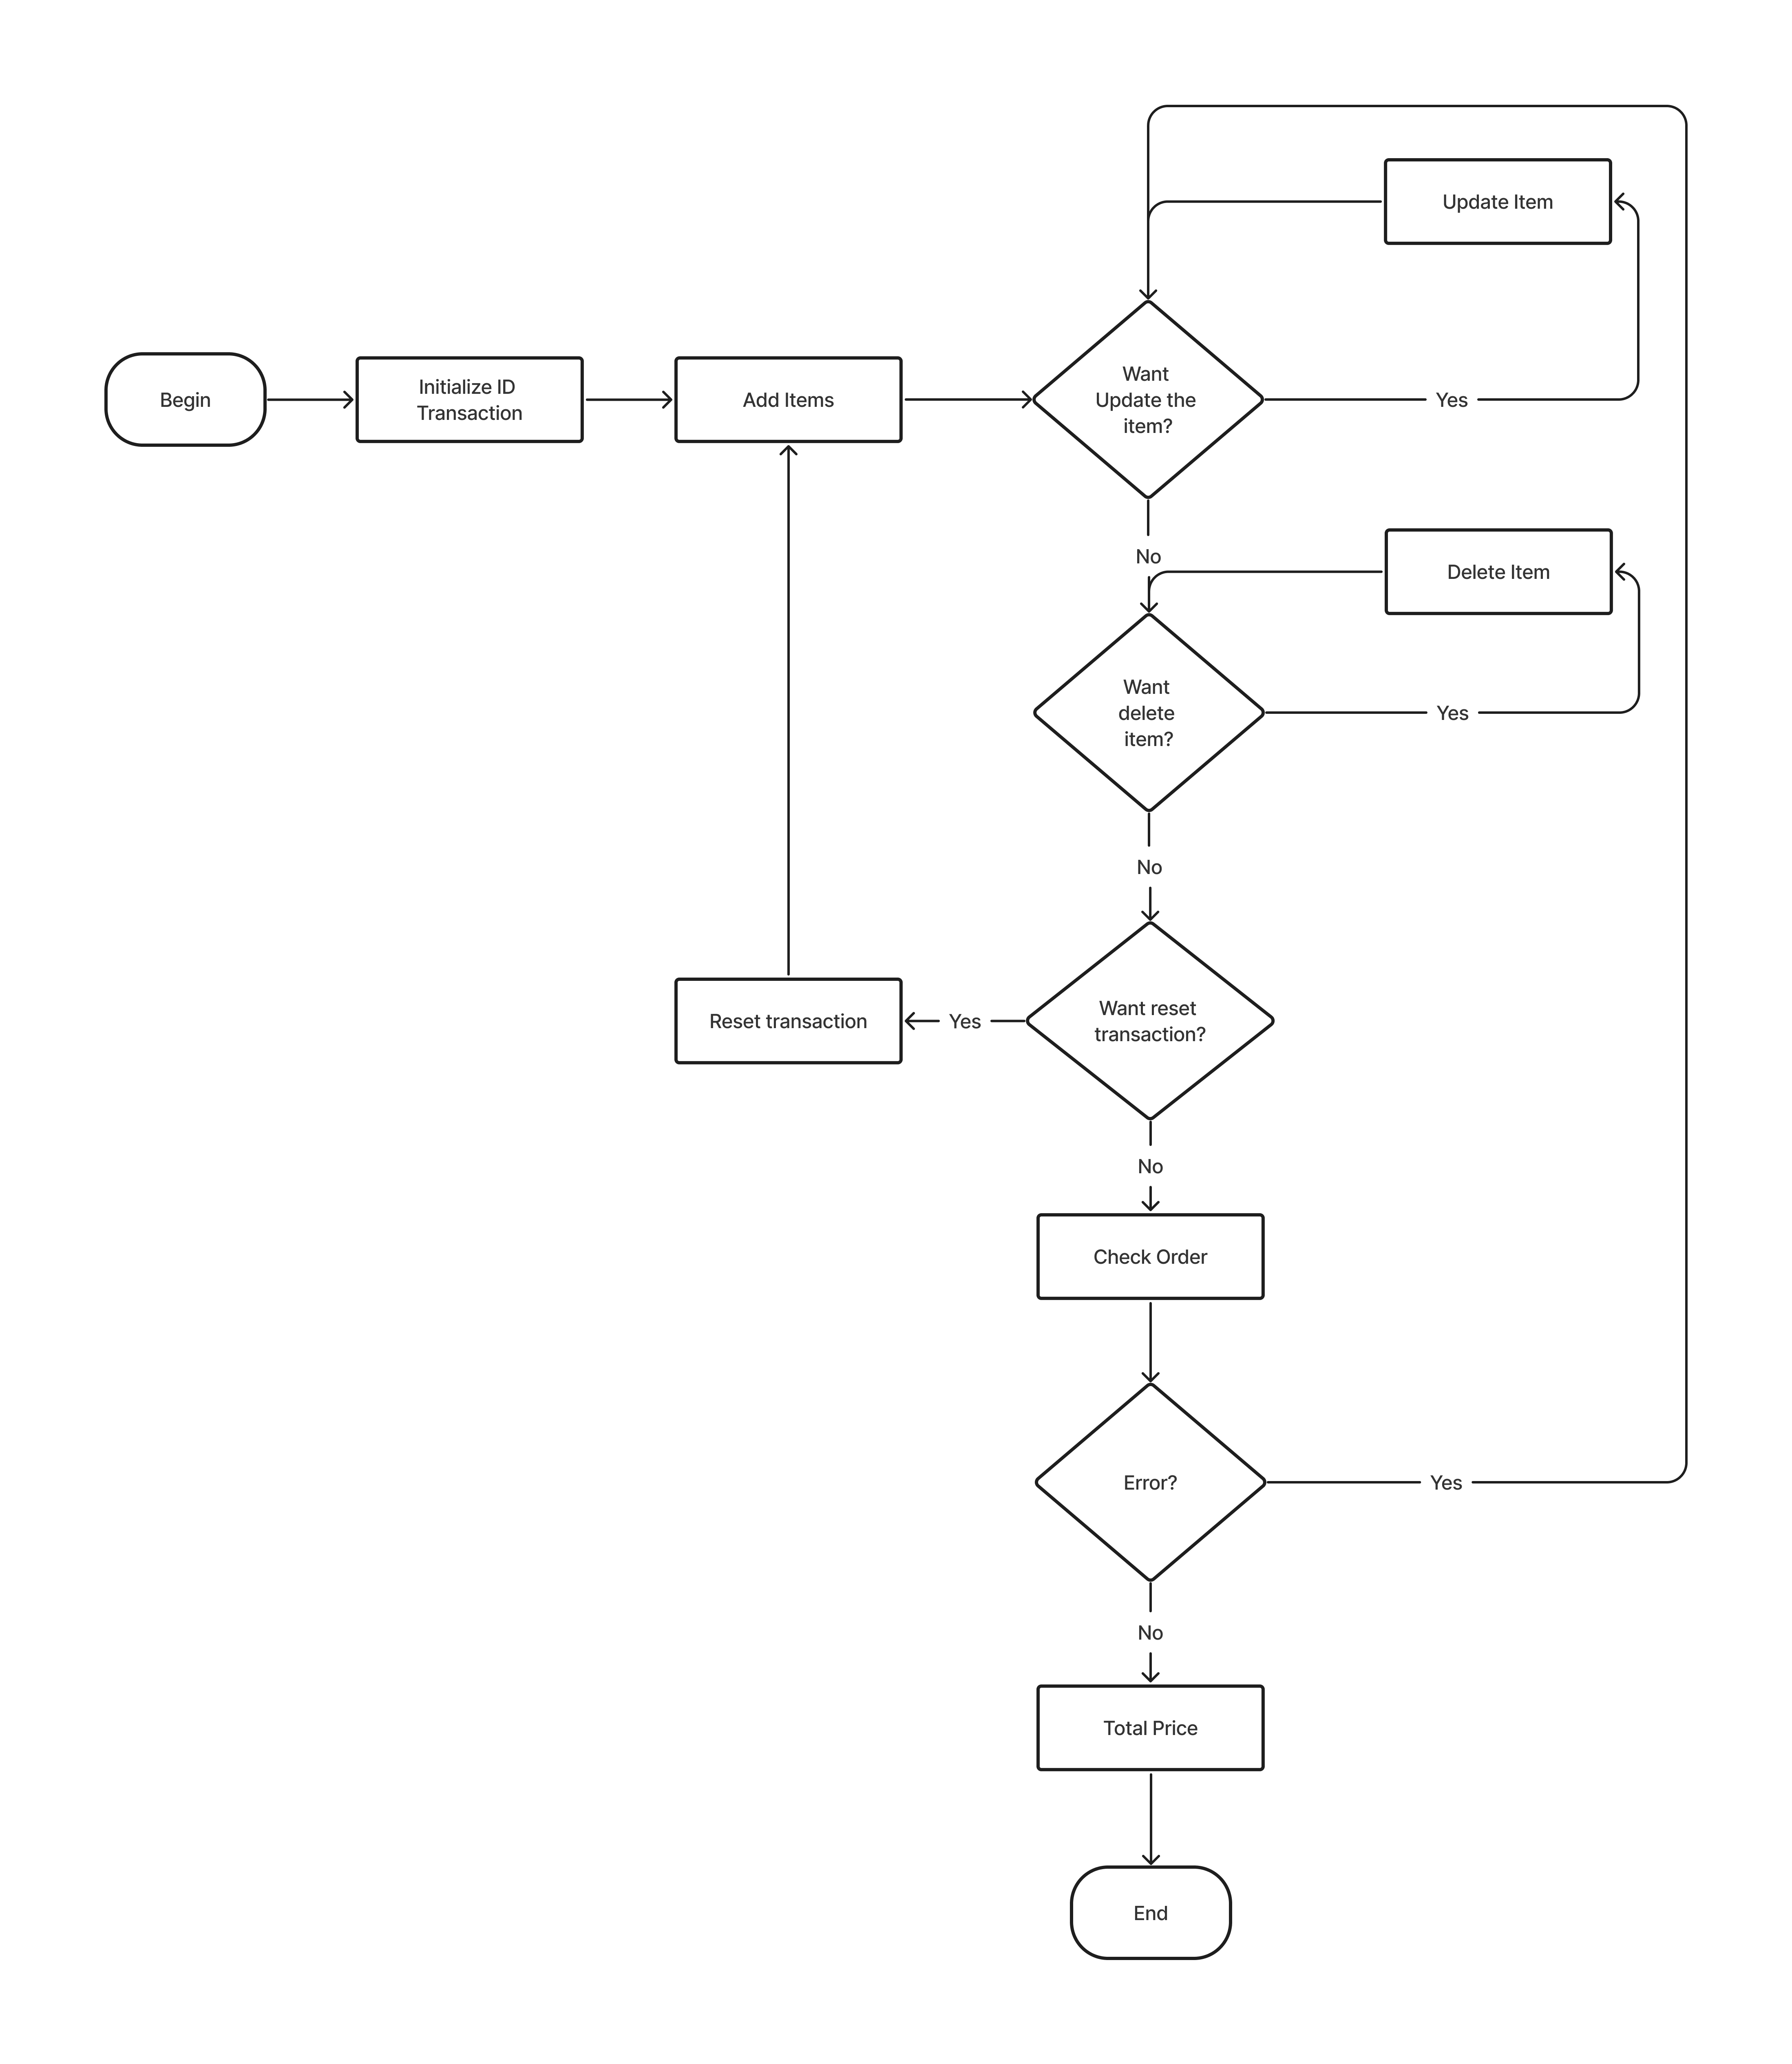 Update Item
Begin
Initialize ID
Transaction
Add Items
Want
Update the
item?
Yes
No
Delete Item
Want
delete
item?
Yes
No
Reset transaction
Yes
Want reset
transaction?
No
Check Order
Error?
Yes
No
Total Price
End